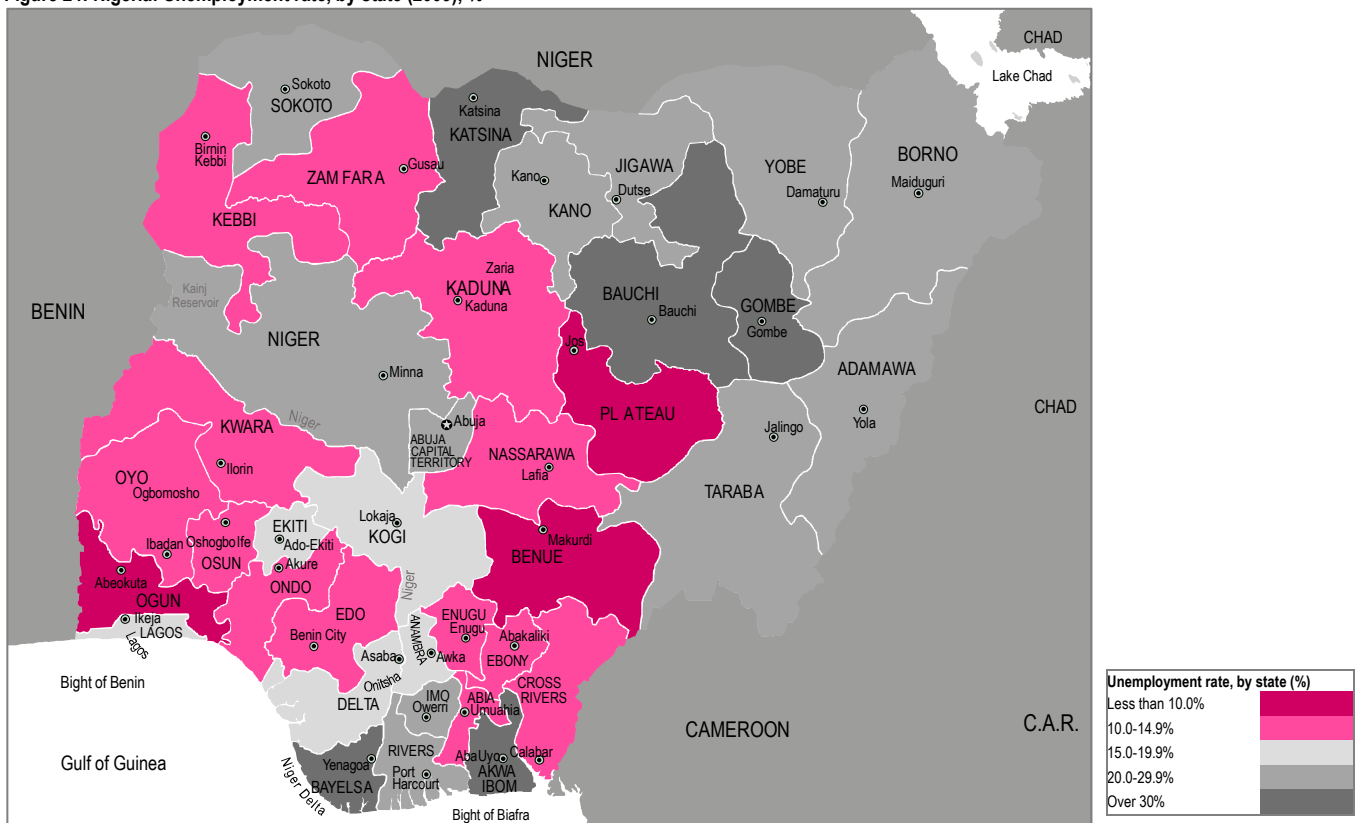 NIGER
CHAD
Lake Chad
Sokoto
SOKOTO
Katsina
KATSINA
Birnin
Kebbi
Gusau
ZAM FARA
KEBBI
Kano
KANO
JIGAWA
Dutse
YOBE
Damaturu
BORNO
Maiduguri
Zaria
KADUNA
Kaduna
BAUCHI
Bauchi
GOMBE
Gombe
Kainj
Reservoir
BENIN
NIGER
Minna
Jos
PL ATEAU
ADAMAWA
Yola
CHAD
Niger
KWARA
Ilorin
Abuja
ABUJA
CAPITAL
TERRITORY
NASSARAWA
Lafia
Jalingo
TARABA
OYO
Ogbomosho
Ibadan
Oshogbo Ife
OSUN
EKITI
Ado-Ekiti
Akure
ONDO
Lokaja
KOGI
Niger
Makurdi
BENUE
Abeokuta
OGUN
Ikeja
LAGOS
Lagos
EDO
Benin City
ENUGU
Enugu
Abakaliki
EBONY
ANAMBRA
Awka
Asaba
Onitsha
DELTA
IMO
Owerri
ABIA
Umuahia
CROSS
RIVERS
Bight of Benin
Gulf of Guinea
Yenagoa
BAYELSA
Niger Delta
RIVERS
Port
Harcourt
Aba
Uyo
AKWA
IBOM
Calabar
Bight of Biafra
CAMEROON
C.A.R.
Unemployment rate, by state (%)
Less than 10.0%
10.0-14.9%
15.0-19.9%
20.0-29.9%
Over 30%